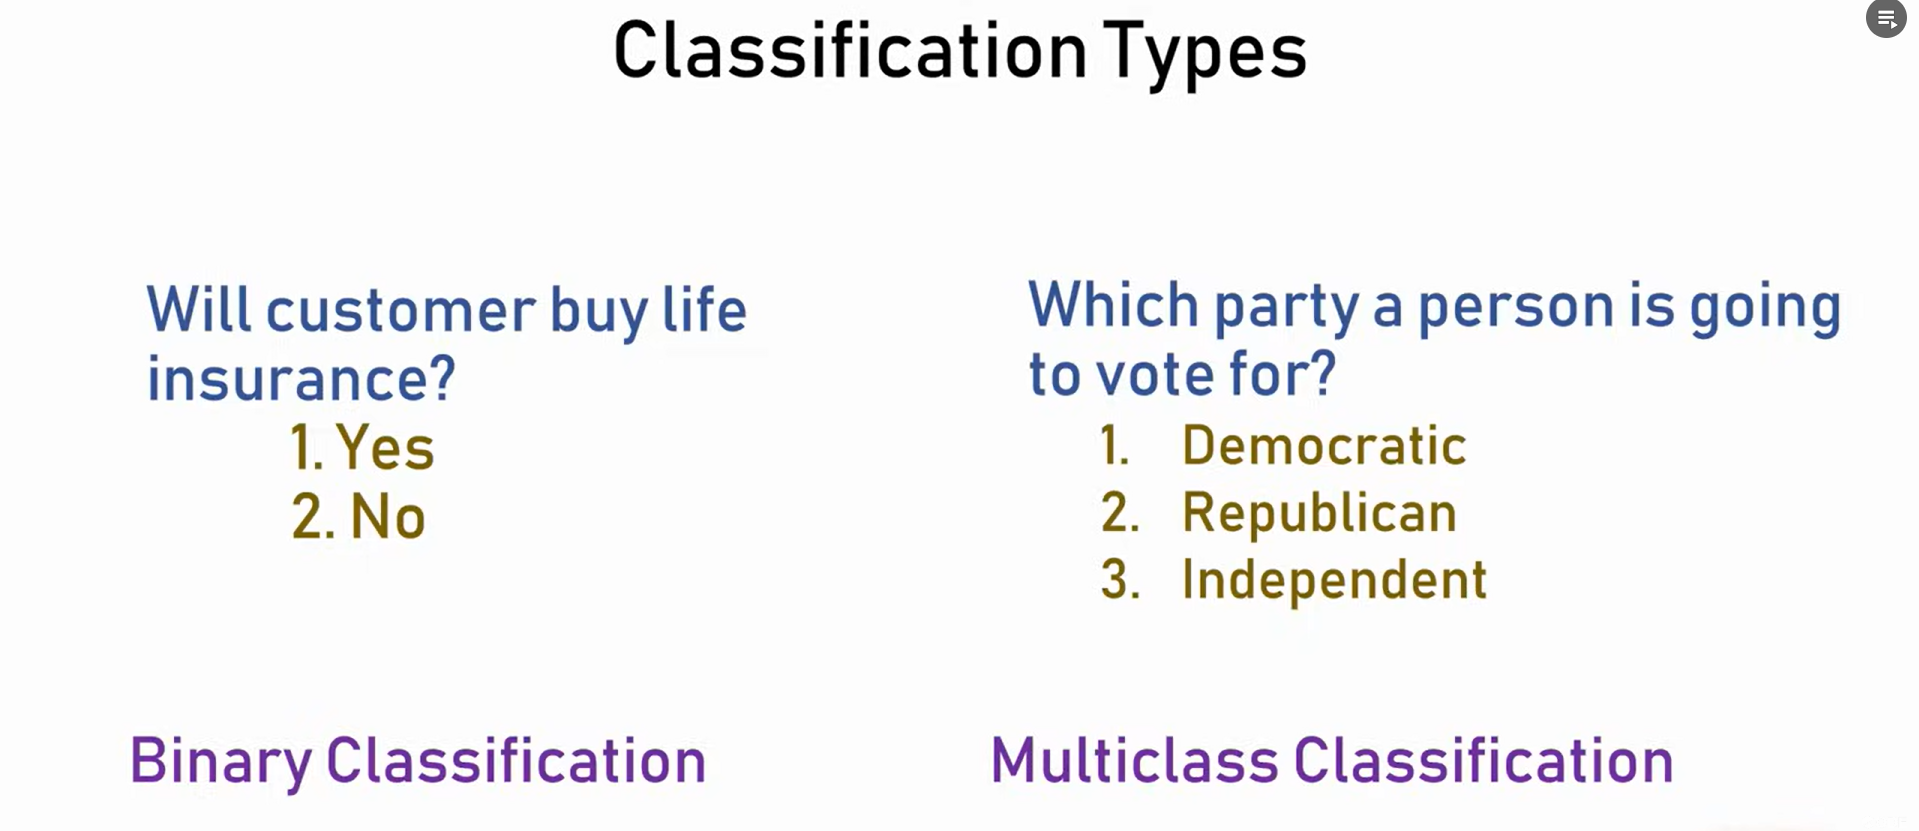 Classification Types
Will customer buy life
insurance?
1. Yes
2. No
Binary Classification
Which party a person is going
to vote for?
1. Democratic
2. Republican
3. Independent
Multiclass Classification